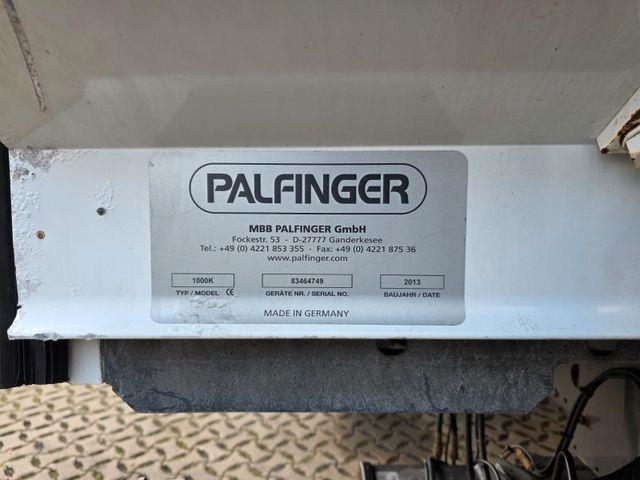 PALFINGER
MBB PALFINGER GmbH
Fockestr. 53 - D-27777 Ganderkesee
Tel.: +49 (0) 4221 853 355 - Fax: +49 (0) 4221 875 36
www.palfinger.com
1000K 83464749 2013
TYP / MODEL CE GERÄTE NR. / SERIAL NO. BAUJAHR / DATE
MADE IN GERMANY